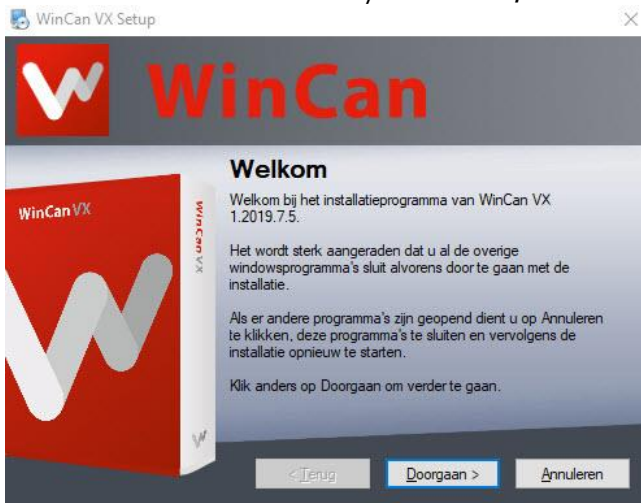 WinCan VX Setup
WinCan
WinCan VX
WinCan VX
Welkom
Welkom bij het installatieprogramma van WinCan VX
1.2019.7.5.
Het wordt sterk aangeraden dat u al de overige
windowsprogramma's sluit alvorens door te gaan met de
installatie.
Als er andere programma's zijn geopend dient u op Annuleren
te klikken, deze programma's te sluiten en vervolgens de
installatie opnieuw te starten.
Klik anders op Doorgaan om verder te gaan.
< Terug
Doorgaan >
Annuleren